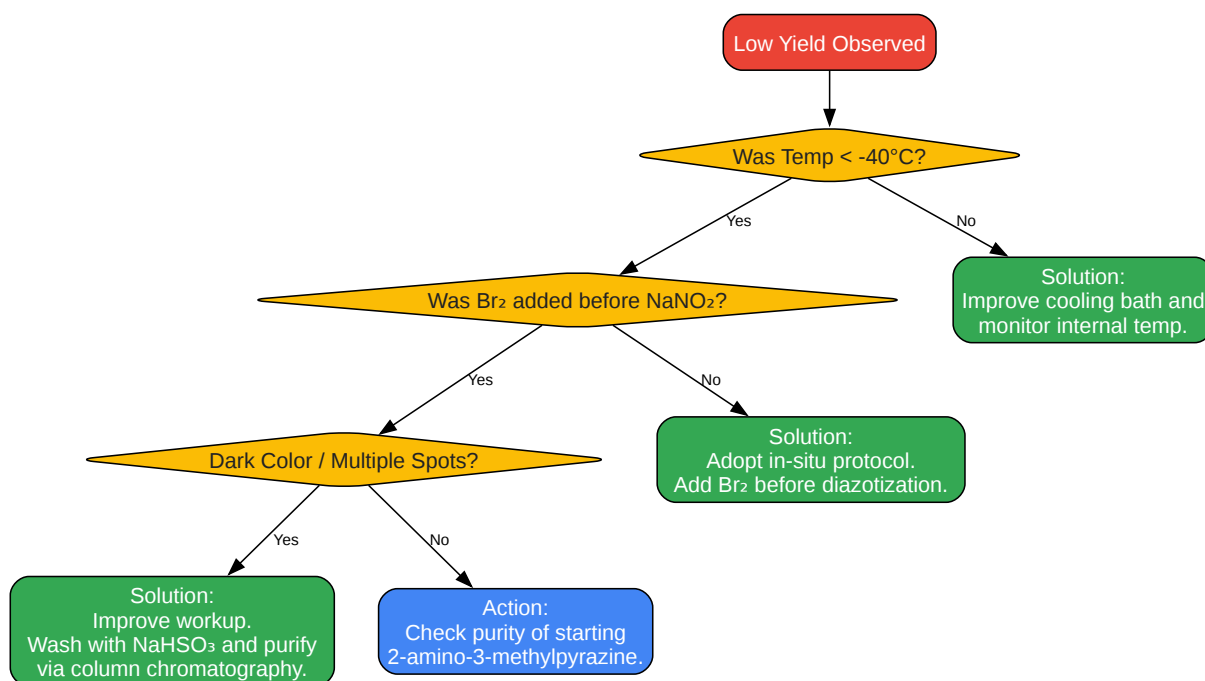 Low Yield Observed
Was Temp < -40°C?
Yes
No
Was Br₂ added before NaNO₂?
Solution:
Improve cooling bath and
monitor internal temp.
Yes
No
Dark Color / Multiple Spots?
Solution:
Adopt in-situ protocol.
Add Br₂ before diazotization.
Yes
No
Solution:
Improve workup.
Wash with NaHSO₃ and purify
via column chromatography.
Action:
Check purity of starting
2-amino-3-methylpyrazine.